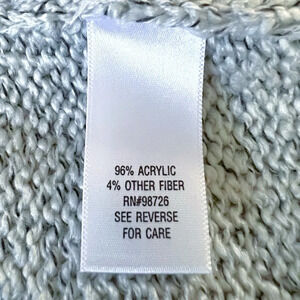 96% ACRYLIC
4% OTHER FIBER
RN#98726
SEE REVERSE
FOR CARE